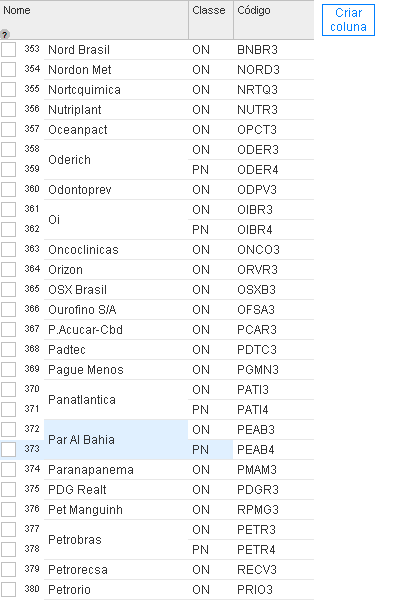 Nome Classe Código Criar coluna
?
353 Nord Brasil ON BNBR3
354 Nordon Met ON NORD3
355 Nortcquimica ON NRTQ3
356 Nutriplant ON NUTR3
357 Oceanpact ON OPCT3
358 Oderich ON ODER3
359 PN ODER4
360 Odontoprev ON ODPV3
361 Oi ON OIBR3
362 PN OIBR4
363 Oncoclinicas ON ONCO3
364 Orizon ON ORVR3
365 OSX Brasil ON OSXB3
366 Ourofino S/A ON OFSA3
367 P.Acucar-Cbd ON PCAR3
368 Padtec ON PDTC3
369 Pague Menos ON PGMN3
370 Panatlantica ON PATI3
371 PN PATI4
372 Par Al Bahia ON PEAB3
373 PN PEAB4
374 Paranapanema ON PMAM3
375 PDG Realt ON PDGR3
376 Pet Manguinh ON RPMG3
377 Petrobras ON PETR3
378 PN PETR4
379 Petrorecsa ON RECV3
380 Petrorio ON PRIO3